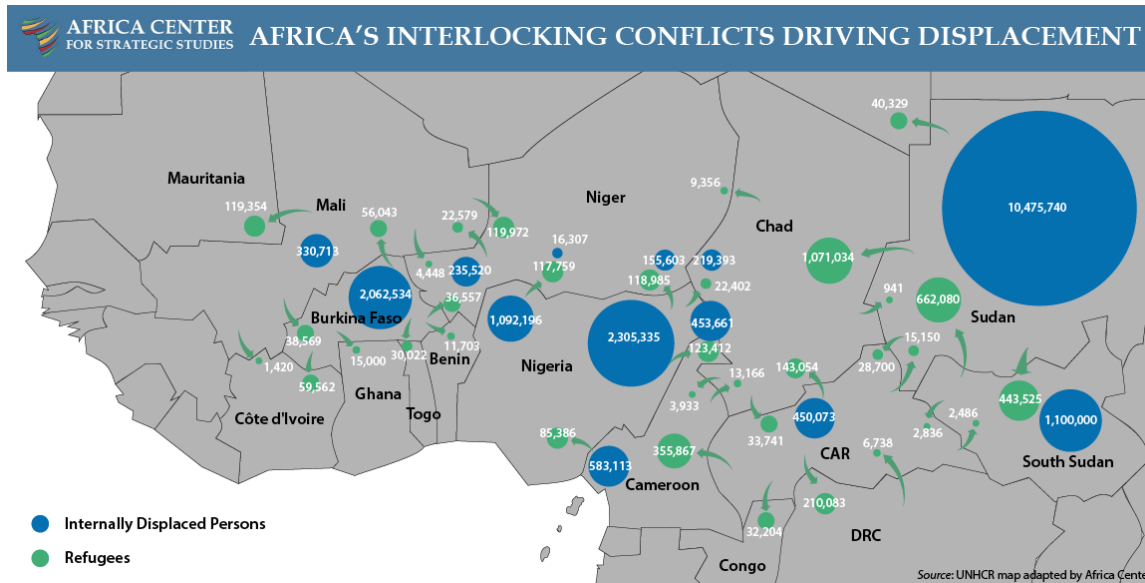 AFRICA CENTER
FOR STRATEGIC STUDIES
AFRICA'S INTERLOCKING CONFLICTS DRIVING DISPLACEMENT
40,329
Mauritania
Niger
9,356
119,354
Mali
56,043
22,579
119,972
Chad
10,475,740
330,713
16,307
155,603
219,393
1,071,034
4,448
235,520
117,759
118,985
22,402
2,062,534
36,557
941
662,080
Burkina Faso
1,092,196
453,661
Sudan
38,569
11,703
2,305,335
123,412
15,150
1,420
15,000
30,022
Benin
Nigeria
143,054
28,700
59,562
Ghana
13,166
3,933
443,525
Côte d'Ivoire
Togo
450,073
2,486
1,100,000
85,386
33,741
2,836
583,113
355,867
CAR
6,738
South Sudan
Cameroon
210,083
Internally Displaced Persons
32,204
DRC
Refugees
Congo
Source: UNHCR map adapted by Africa Cente